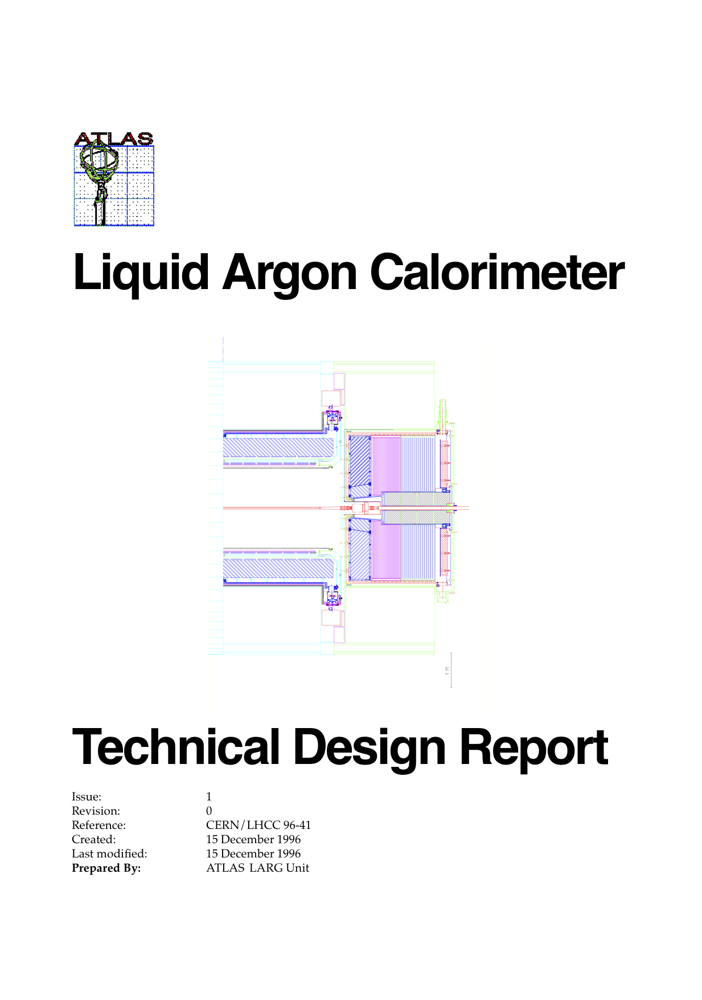 ATLAS
Liquid Argon Calorimeter
1 M
Technical Design Report
Issue: 1
Revision: 0
Reference: CERN/LHCC 96-41
Created: 15 December 1996
Last modified: 15 December 1996
Prepared By: ATLAS LARG Unit